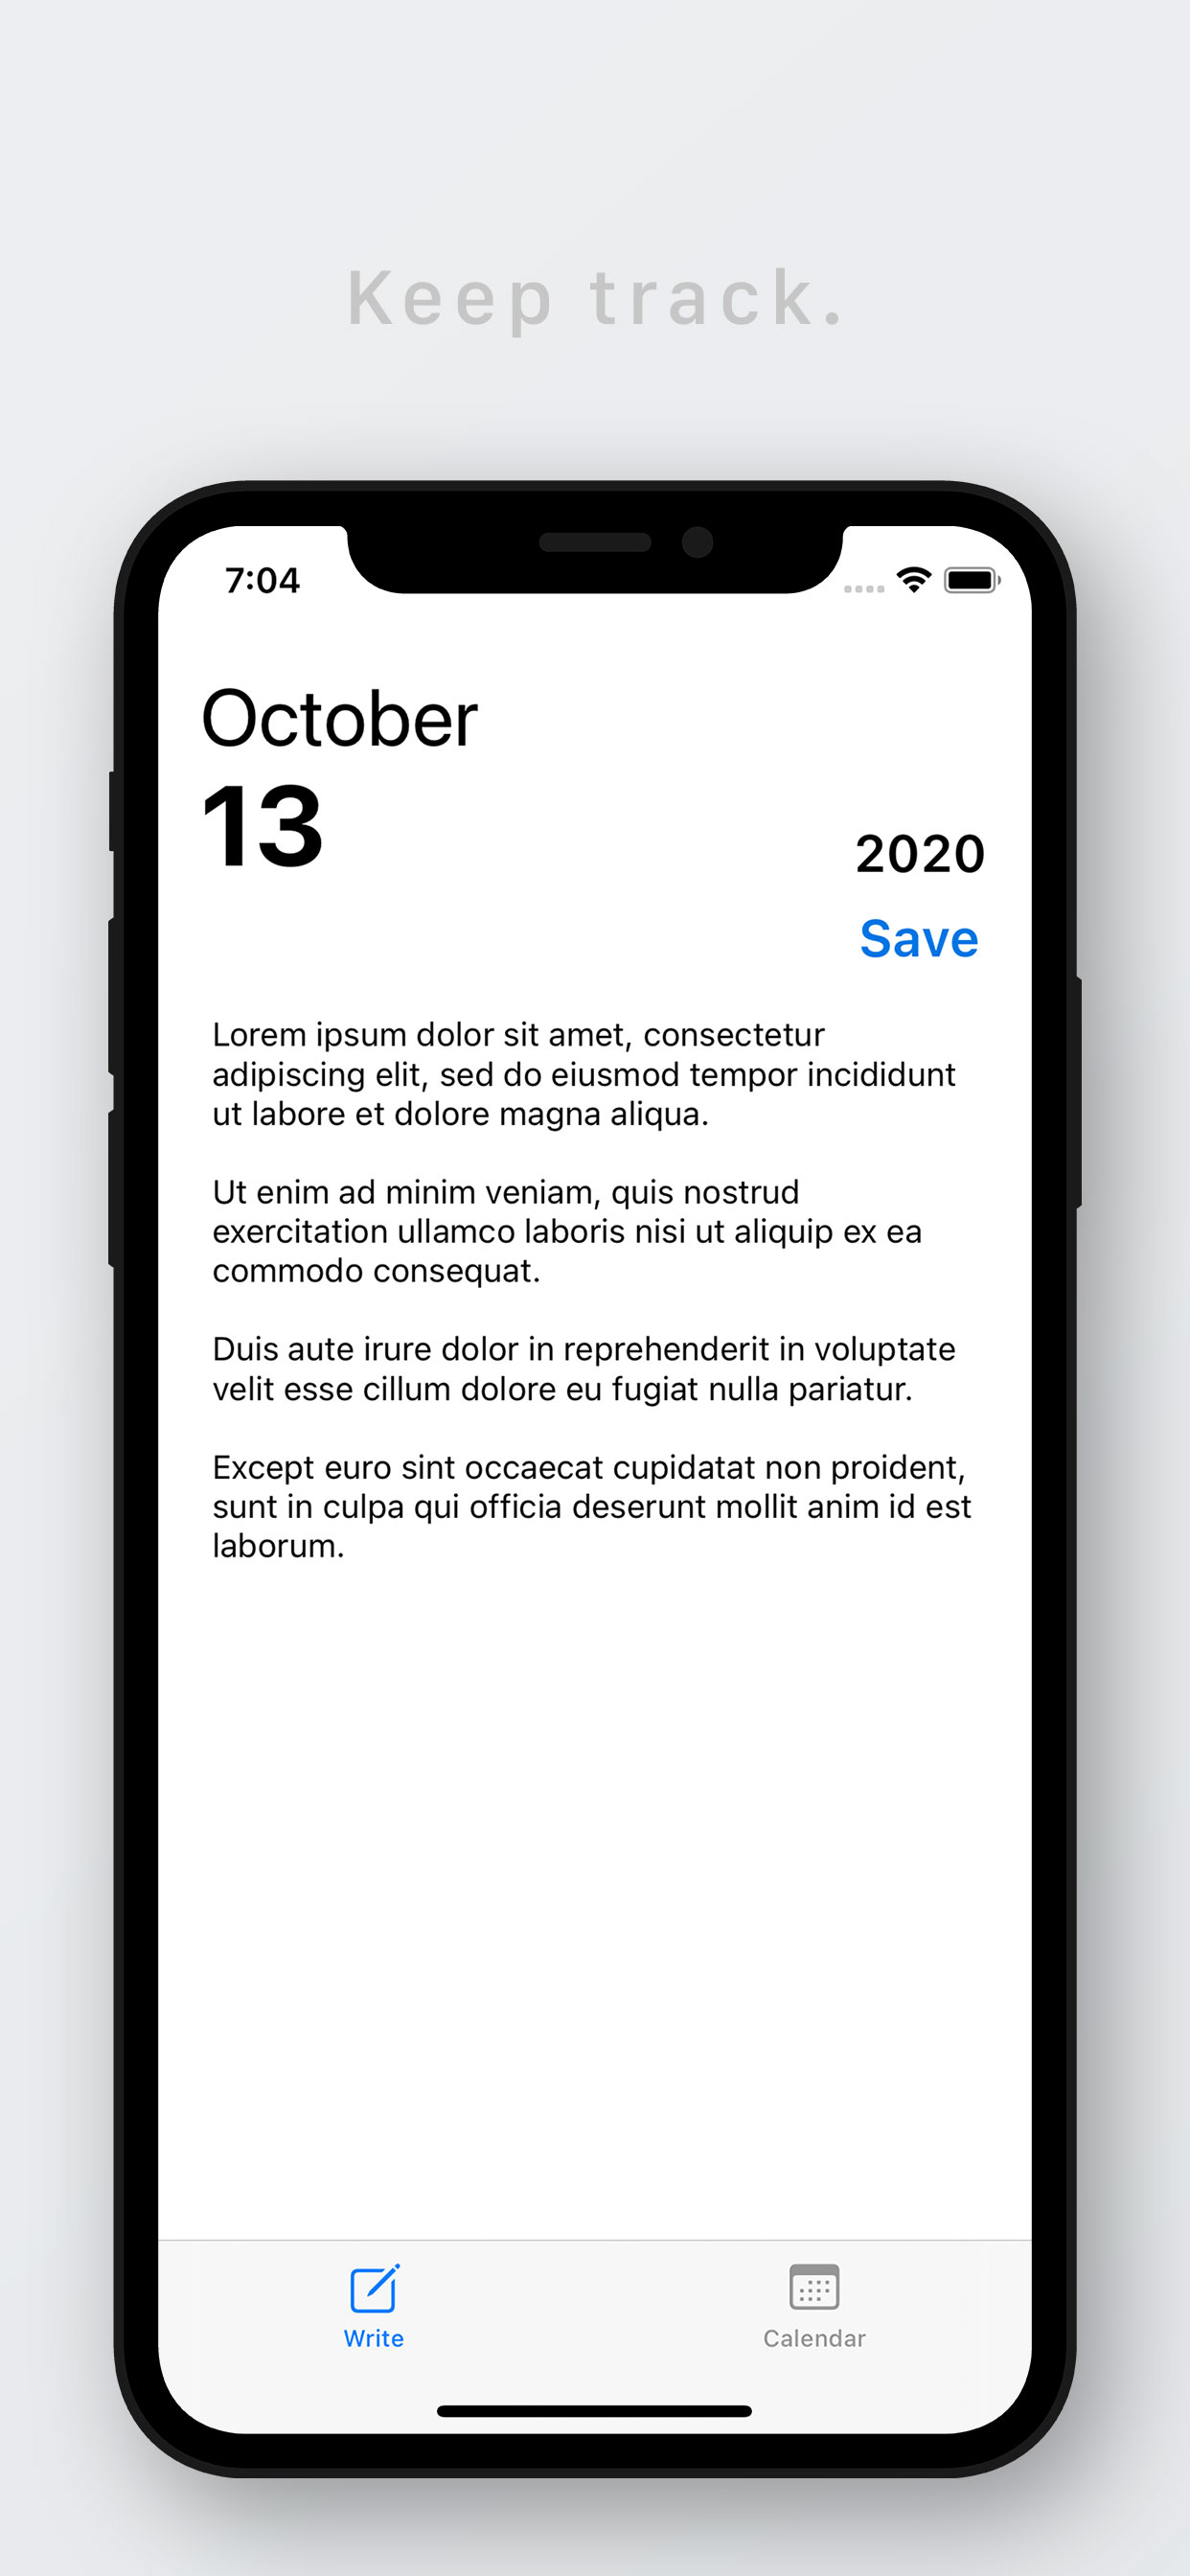 Keep track.
7:04
October
13
2020
Save
Lorem ipsum dolor sit amet, consectetur
adipiscing elit, sed do eiusmod tempor incididunt
ut labore et dolore magna aliqua.
Ut enim ad minim veniam, quis nostrud
exercitation ullamco laboris nisi ut aliquip ex ea
commodo consequat.
Duis aute irure dolor in reprehenderit in voluptate
velit esse cillum dolore eu fugiat nulla pariatur.
Except euro sint occaecat cupidatat non proident,
sunt in culpa qui officia deserunt mollit anim id est
laborum.
Write
Calendar